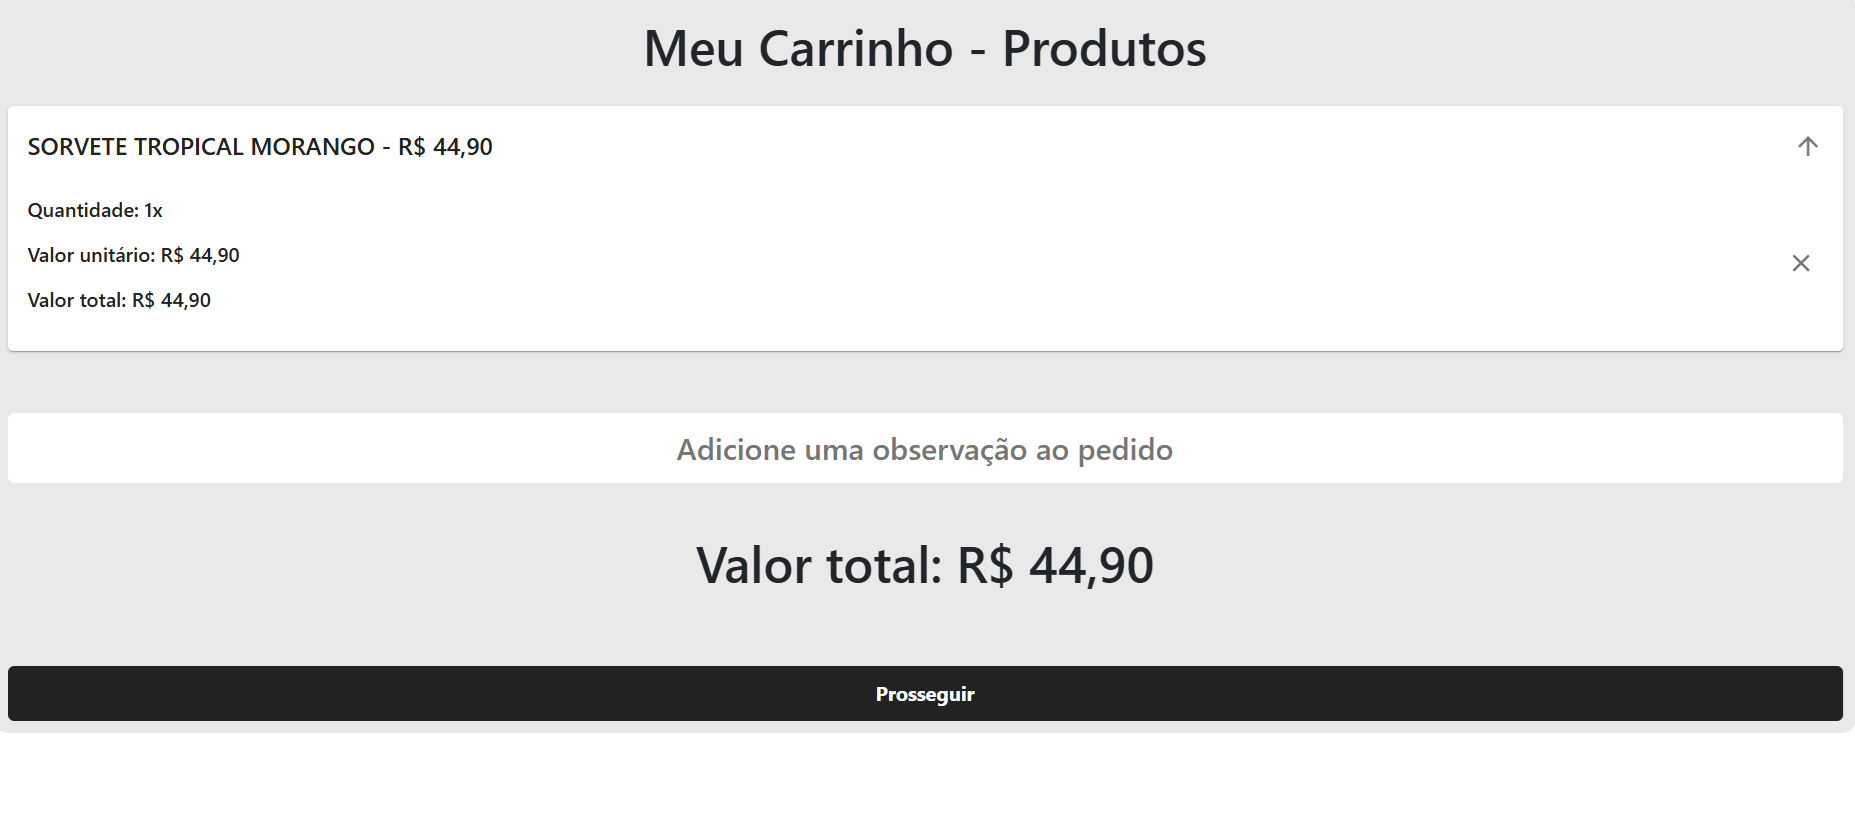 Meu Carrinho - Produtos
SORVETE TROPICAL MORANGO - R$ 44,90
Quantidade: 1x
Valor unitário: R$ 44,90
Valor total: R$ 44,90
Adicione uma observação ao pedido
Valor total: R$ 44,90
Prosseguir